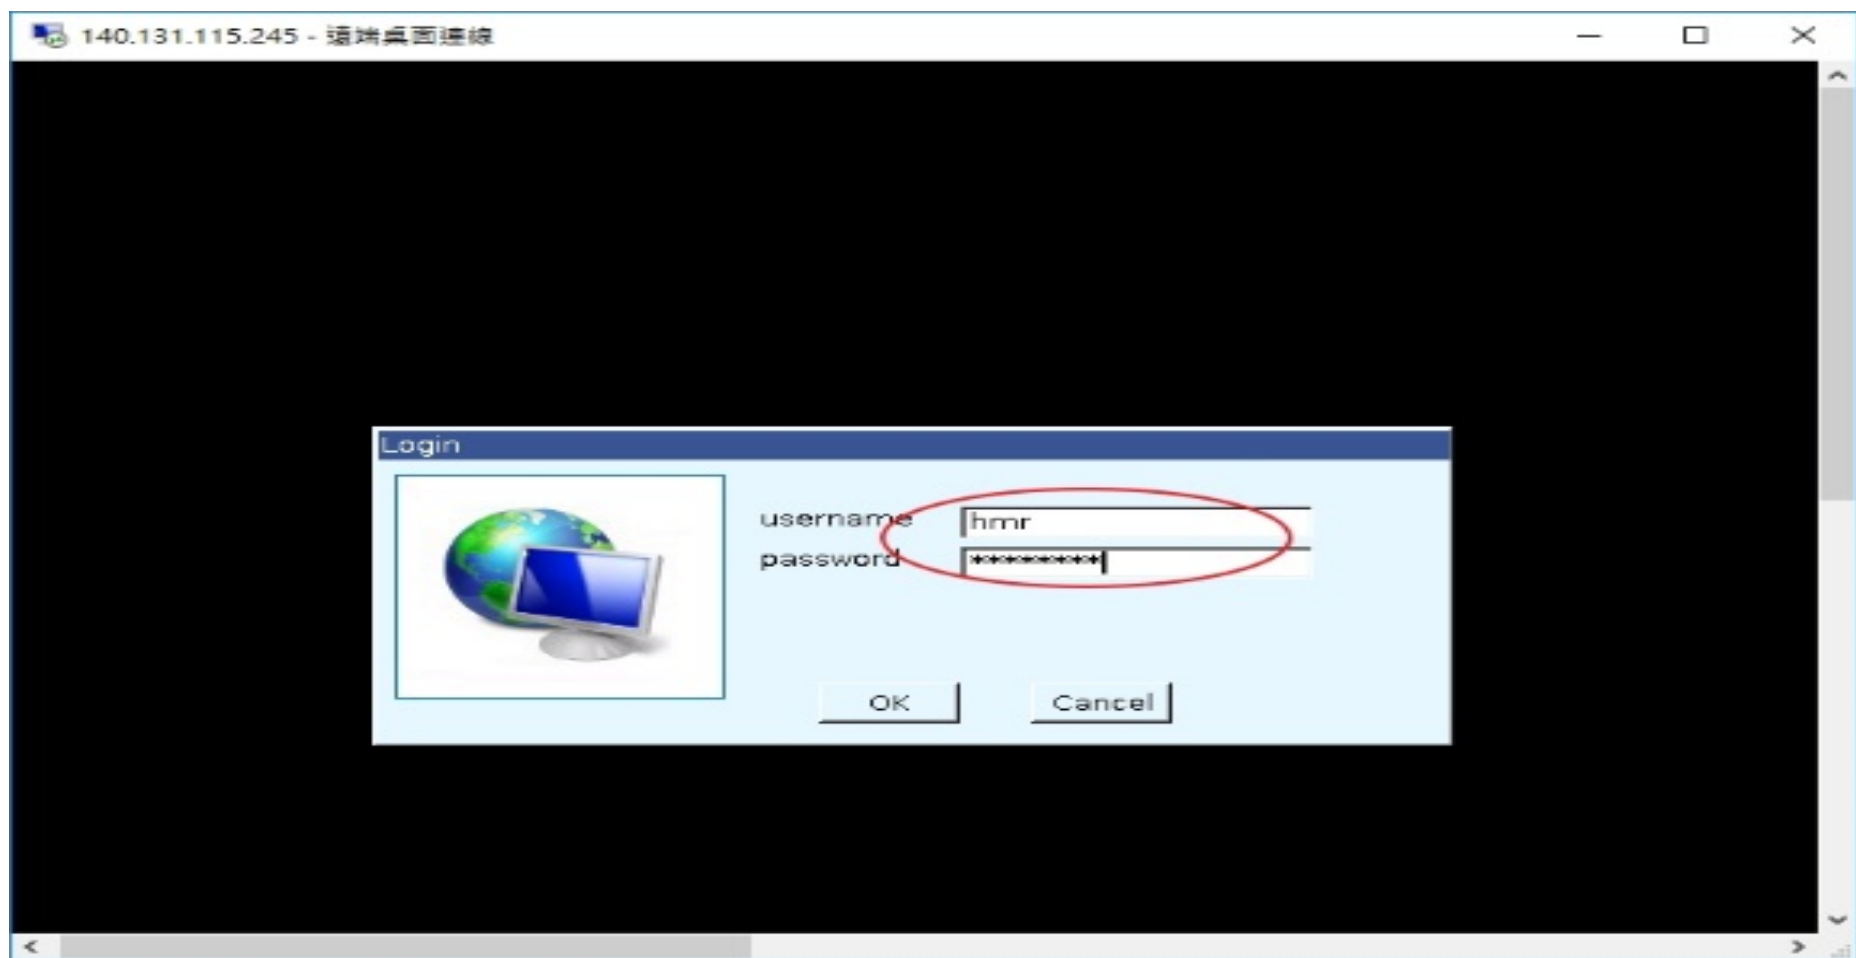 140.131.115.245 - 遠端桌面連線
Login
username hmr
password *********
OK Cancel